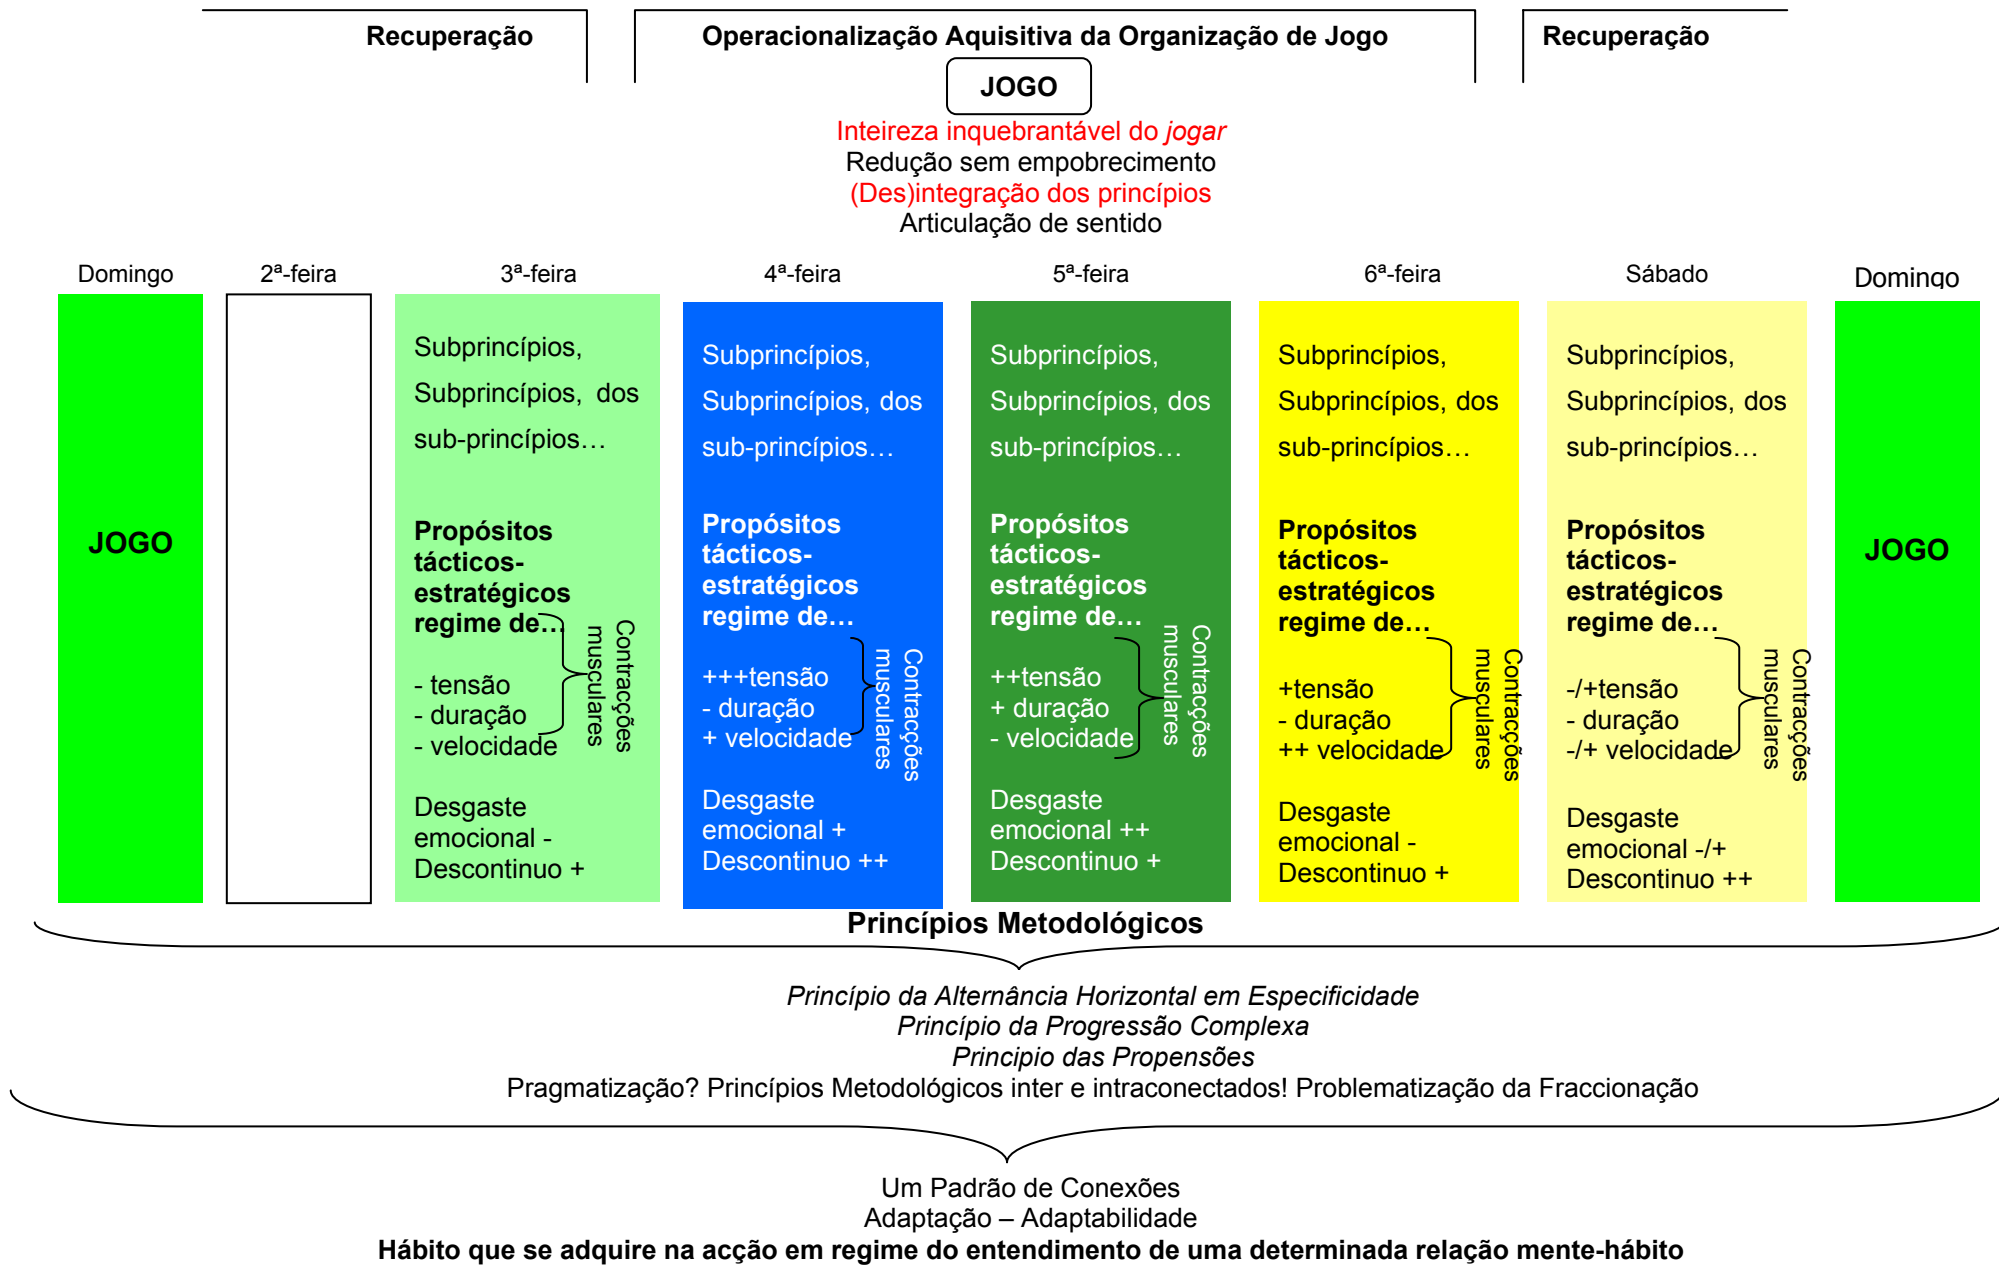 Recuperação
Operacionalização Aquisitiva da Organização de Jogo
Recuperação
JOGO
Inteireza inquebrantável do jogar
Redução sem empobrecimento
(Des)integração dos princípios
Articulação de sentido
Domingo
2ª-feira
3ª-feira
4ª-feira
5ª-feira
6ª-feira
Sábado
Domingo
JOGO
Subprincípios,
Subprincípios, dos
sub-princípios…
Propósitos
tácticos-
estratégicos
regime de…
- tensão
- duração
- velocidade
Contracções
musculares
Desgaste
emocional -
Descontinuo +
Subprincípios,
Subprincípios, dos
sub-princípios…
Propósitos
tácticos-
estratégicos
regime de…
+++tensão
- duração
+ velocidade
Contracções
musculares
Desgaste
emocional +
Descontinuo ++
Subprincípios,
Subprincípios, dos
sub-princípios…
Propósitos
tácticos-
estratégicos
regime de…
++tensão
+ duração
- velocidade
Contracções
musculares
Desgaste
emocional ++
Descontinuo +
Subprincípios,
Subprincípios, dos
sub-princípios…
Propósitos
tácticos-
estratégicos
regime de…
+tensão
- duração
++ velocidade
Contracções
musculares
Desgaste
emocional -
Descontinuo +
Subprincípios,
Subprincípios, dos
sub-princípios…
Propósitos
tácticos-
estratégicos
regime de…
-/+tensão
- duração
-/+ velocidade
Contracções
musculares
Desgaste
emocional -/+
Descontinuo ++
JOGO
Princípios Metodológicos
Princípio da Alternância Horizontal em Especificidade
Princípio da Progressão Complexa
Principio das Propensões
Pragmatização? Princípios Metodológicos inter e intraconectados! Problematização da Fraccionação
Um Padrão de Conexões
Adaptação – Adaptabilidade
Hábito que se adquire na acção em regime do entendimento de uma determinada relação mente-hábito